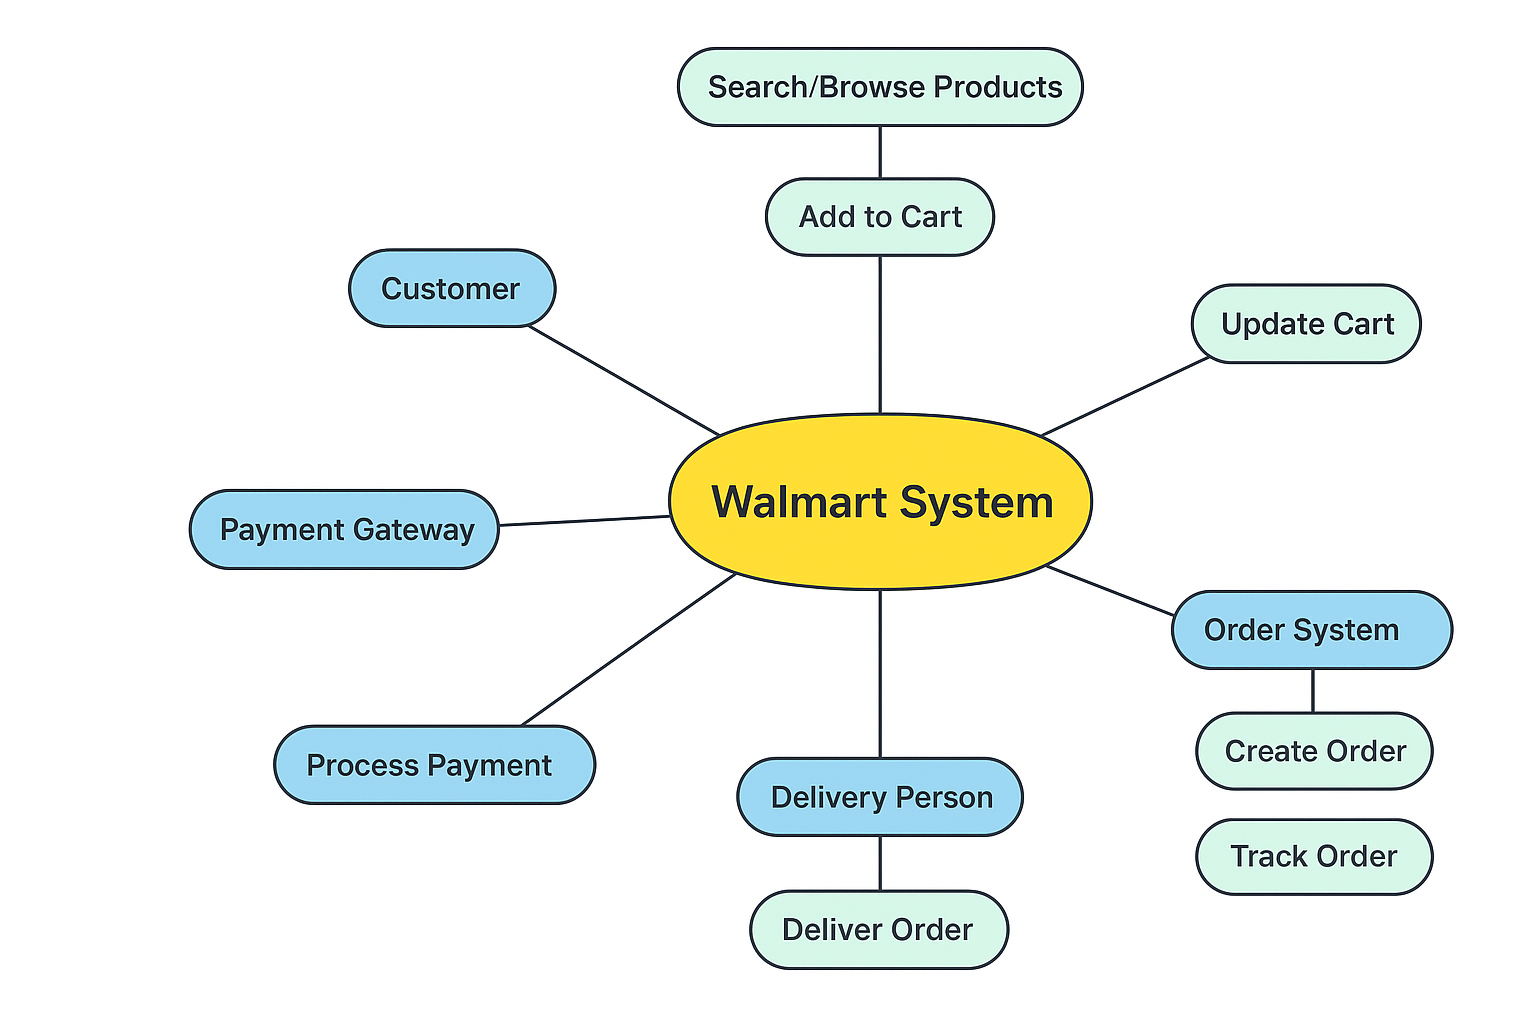 Search/Browse Products
Add to Cart
Customer
Update Cart
Walmart System
Payment Gateway
Order System
Create Order
Process Payment
Delivery Person
Track Order
Deliver Order